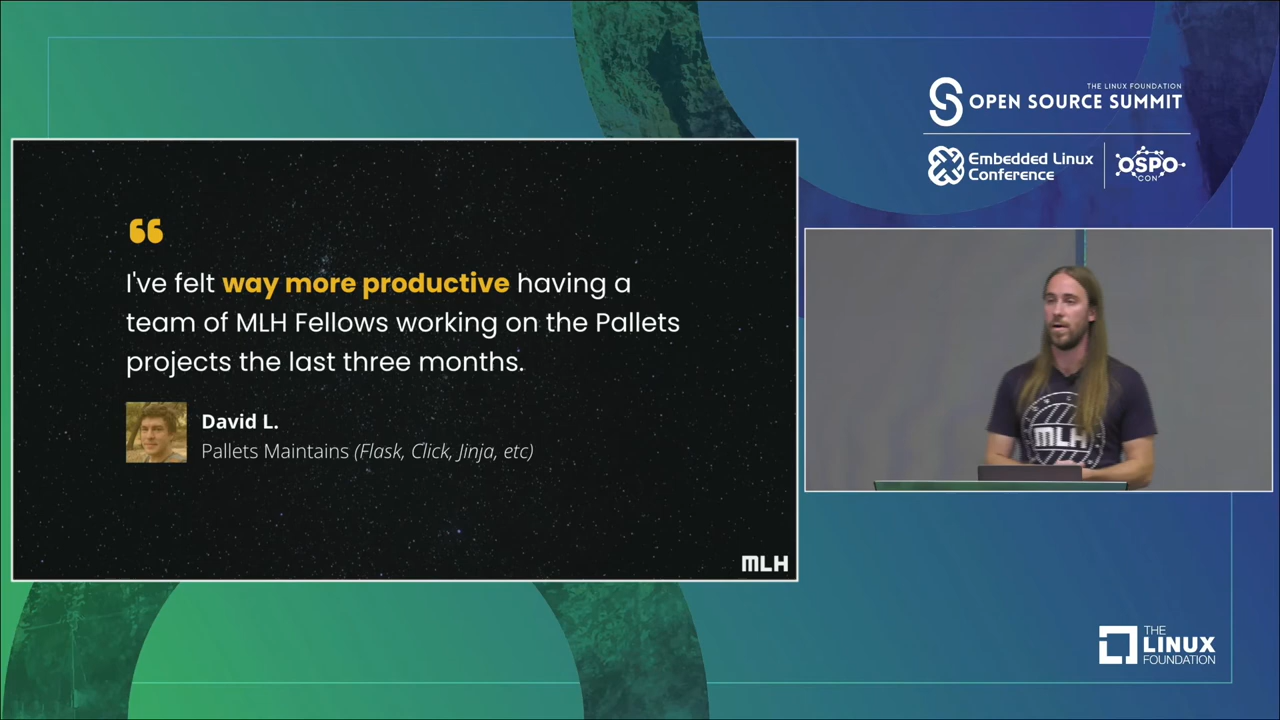 THE LINUX FOUNDATION
OPEN SOURCE SUMMIT
Embedded Linux
Conference
OSPO
CON
“
I've felt way more productive having a
team of MLH Fellows working on the Pallets
projects the last three months.
David L.
Pallets Maintains (Flask, Click, Jinja, etc)
MLH
MLH
THE
LINUX
FOUNDATION